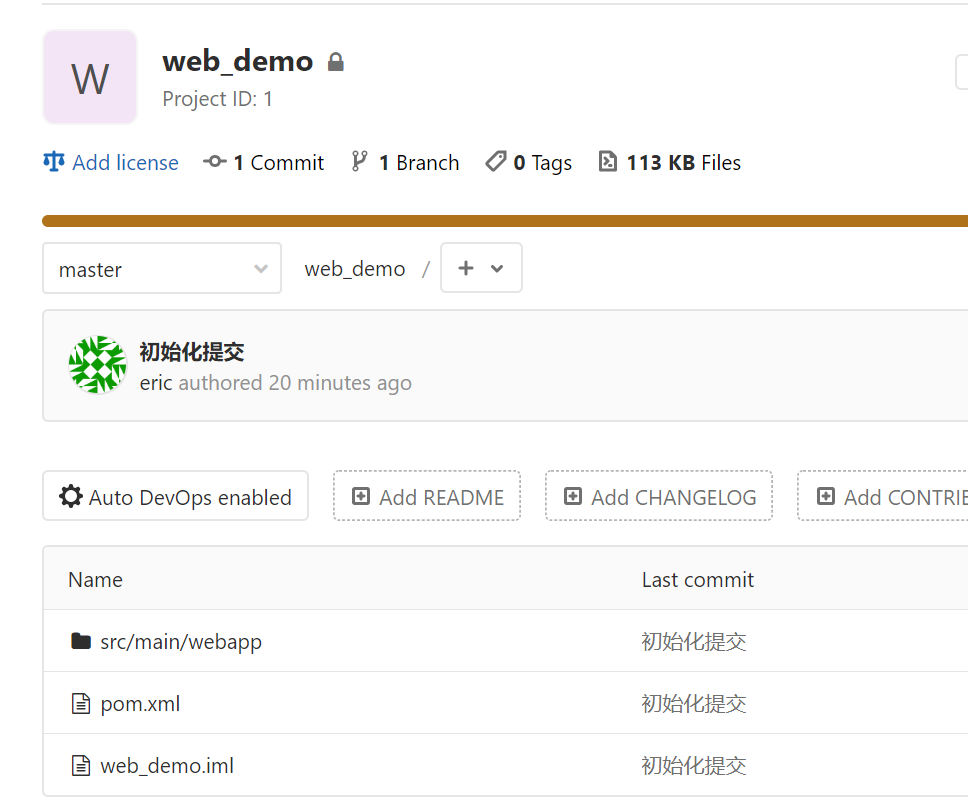 W
web_demo
Project ID: 1
Add license 1 Commit 1 Branch 0 Tags 113 KB Files
master web_demo /
初始化提交
eric authored 20 minutes ago
Auto DevOps enabled Add README Add CHANGELOG Add CONTRIB
Name Last commit
src/main/webapp 初始化提交
pom.xml 初始化提交
web_demo.iml 初始化提交